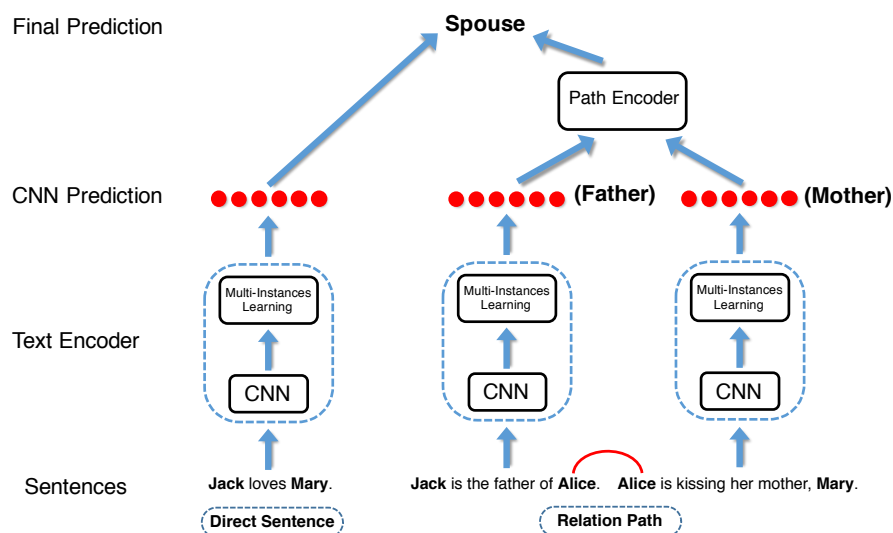 Final Prediction
Spouse
Path Encoder
CNN Prediction
(Father)
(Mother)
Text Encoder
Multi-Instances
Learning
CNN
Multi-Instances
Learning
CNN
Multi-Instances
Learning
CNN
Sentences
Jack loves Mary.
Jack is the father of Alice.
Alice is kissing her mother, Mary.
Direct Sentence
Relation Path